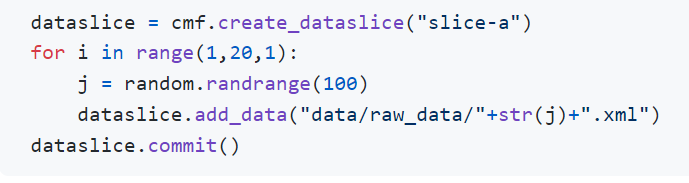 dataslice = cmf.create_dataslice("slice-a")
for i in range(1,20,1):
    j = random.randrange(100)
    dataslice.add_data("data/raw_data/"+str(j)+".xml")
dataslice.commit()